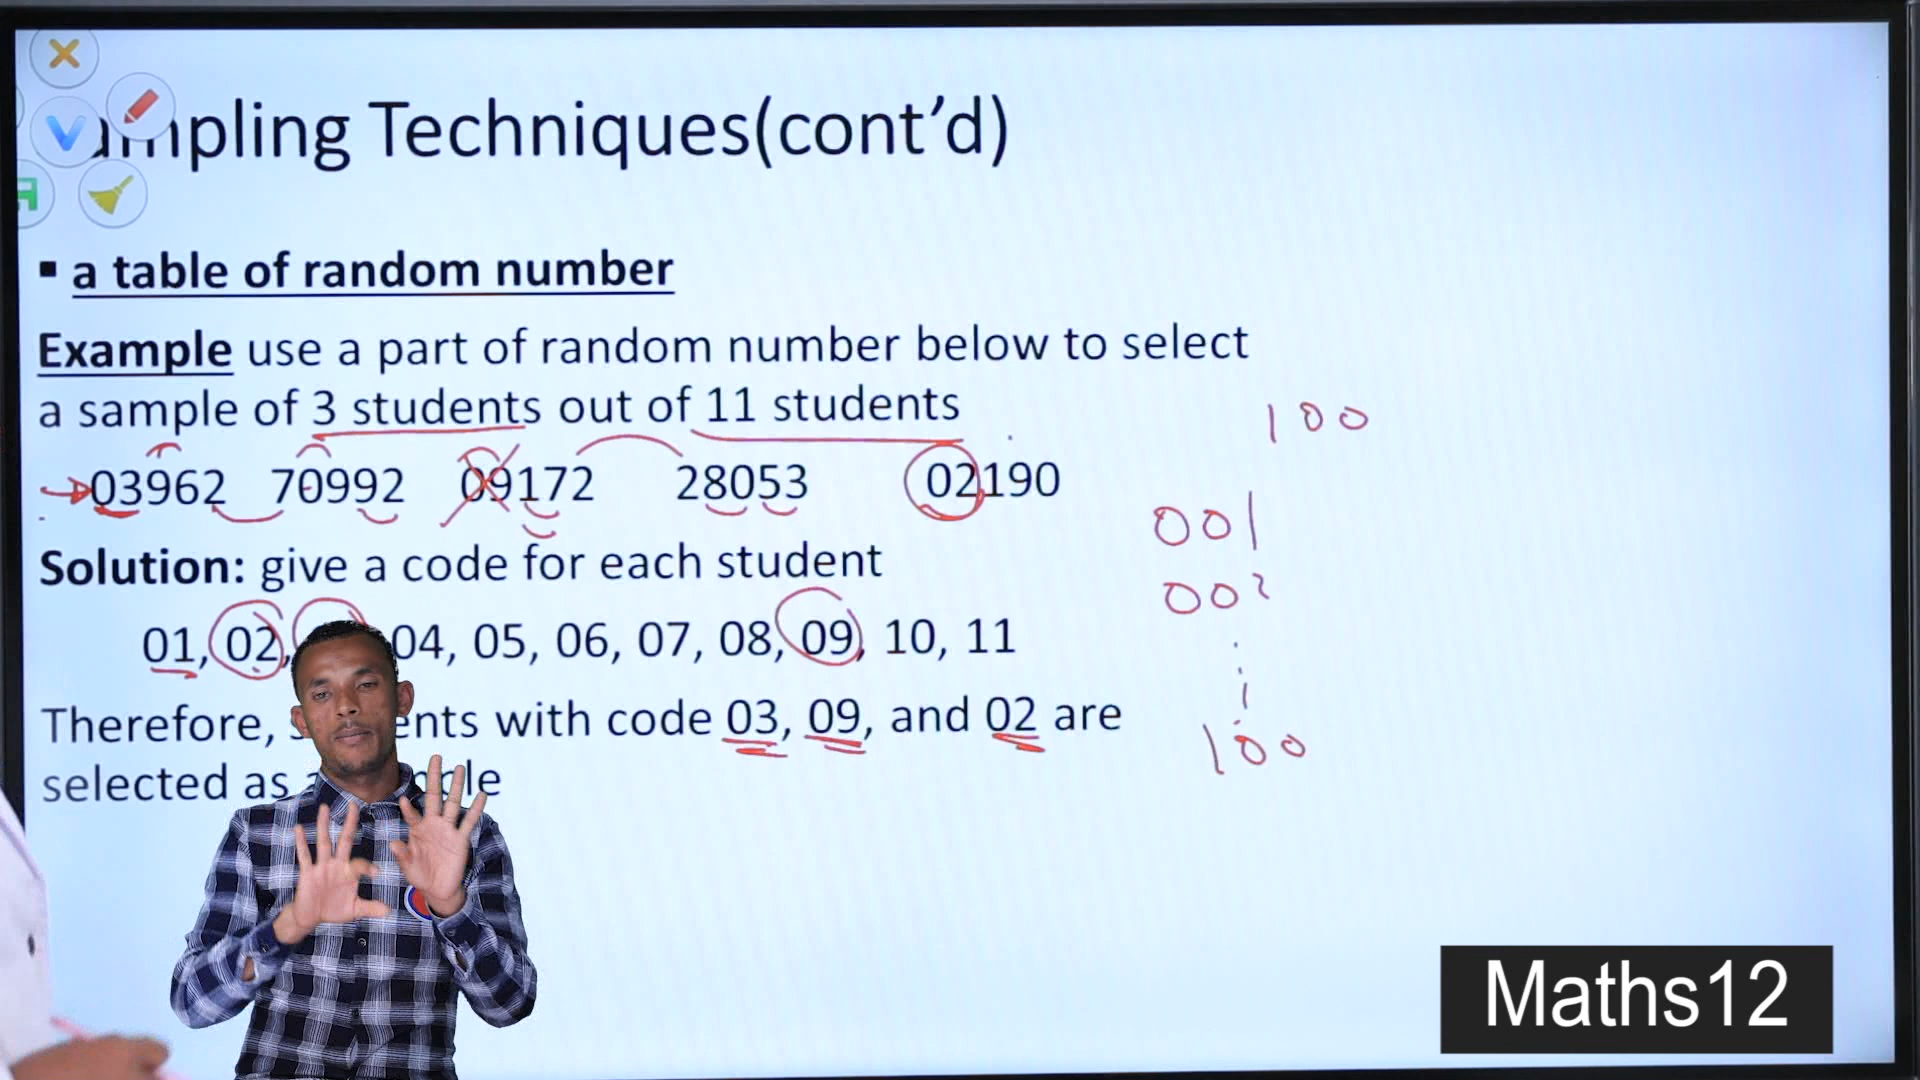 Techniques(cont’d)
▪ a table of random number
Example use a part of random number below to select
a sample of 3 students out of 11 students
100
03962 70992 09172 28053 02190
001
Solution: give a code for each student
002
01, 02, 04, 05, 06, 07, 08, 09, 10, 11
Therefore, with code 03, 09, and 02 are
100
selected as
Maths12